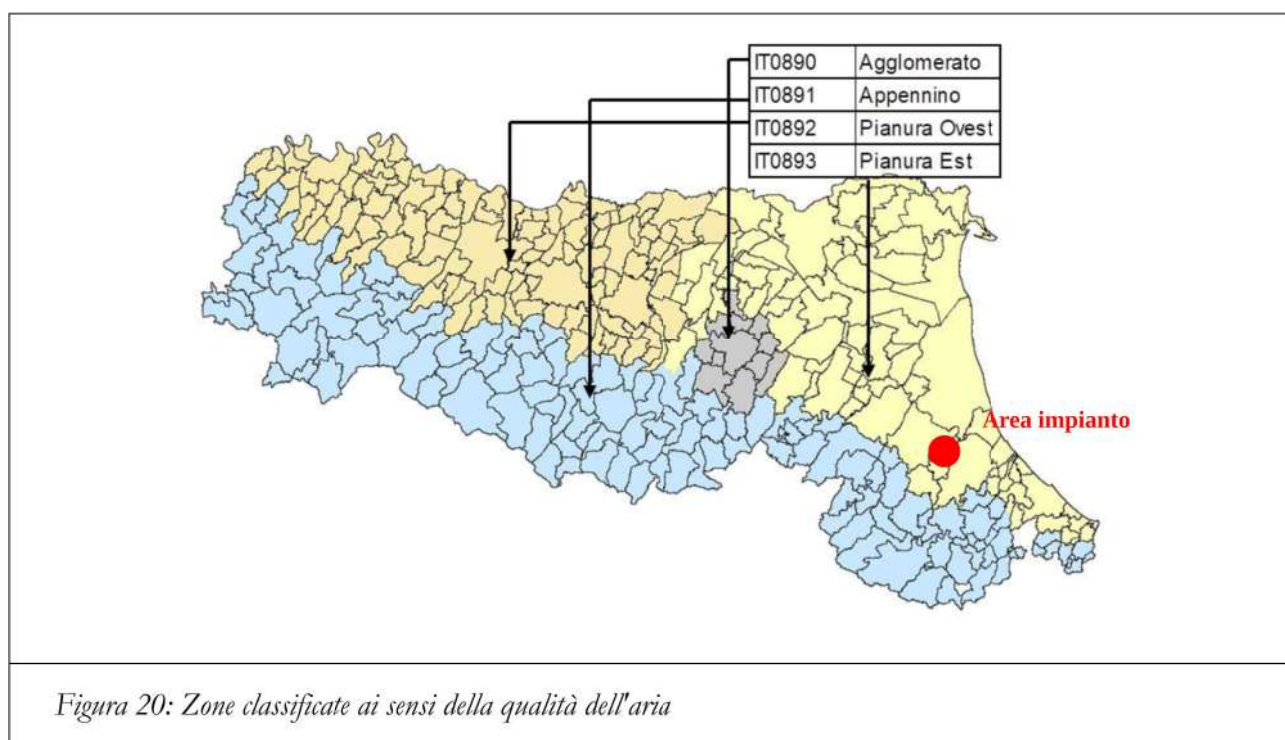 IT0890 Agglomerato
IT0891 Appennino
IT0892 Pianura Ovest
IT0893 Pianura Est
Area impianto
Figura 20: Zone classificate ai sensi della qualità dell'aria